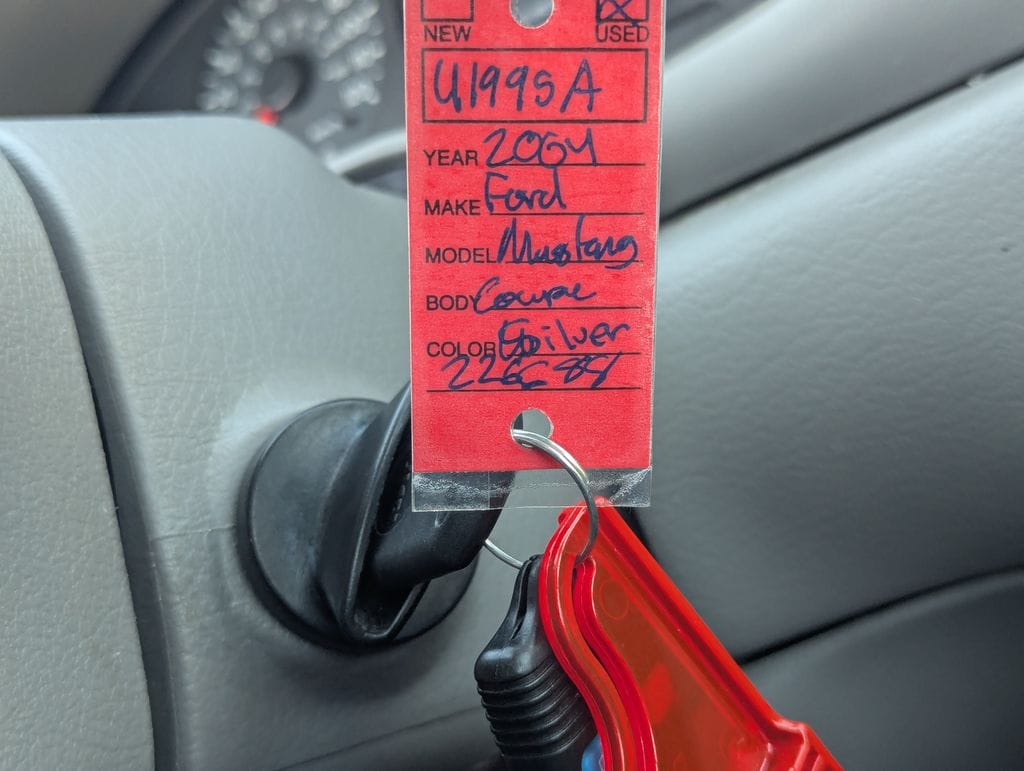 NEW USED
U1995A
YEAR 2004
MAKE Ford
MODEL Mustang
BODY Coupe
COLOR Silver